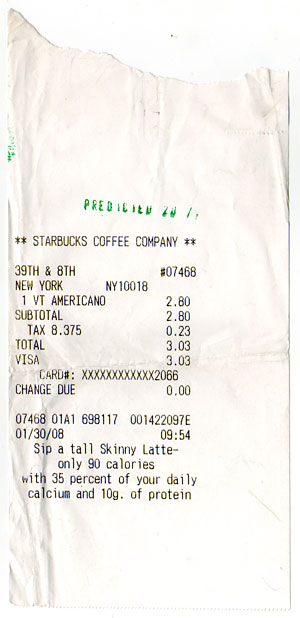 PREDICTED 20
** STARBUCKS COFFEE COMPANY **
39TH & 8TH #07468
NEW YORK NY10018
1 VT AMERICANO 2.80
SUBTOTAL 2.80
TAX 8.375 0.23
TOTAL 3.03
VISA 3.03
CARD#: XXXXXXXXXXXX2066
CHANGE DUE 0.00
07468 01A1 698117 001422097E
01/30/08 09:54
Sip a tall Skinny Latte-
only 90 calories
with 35 percent of your daily
calcium and 10g. of protein